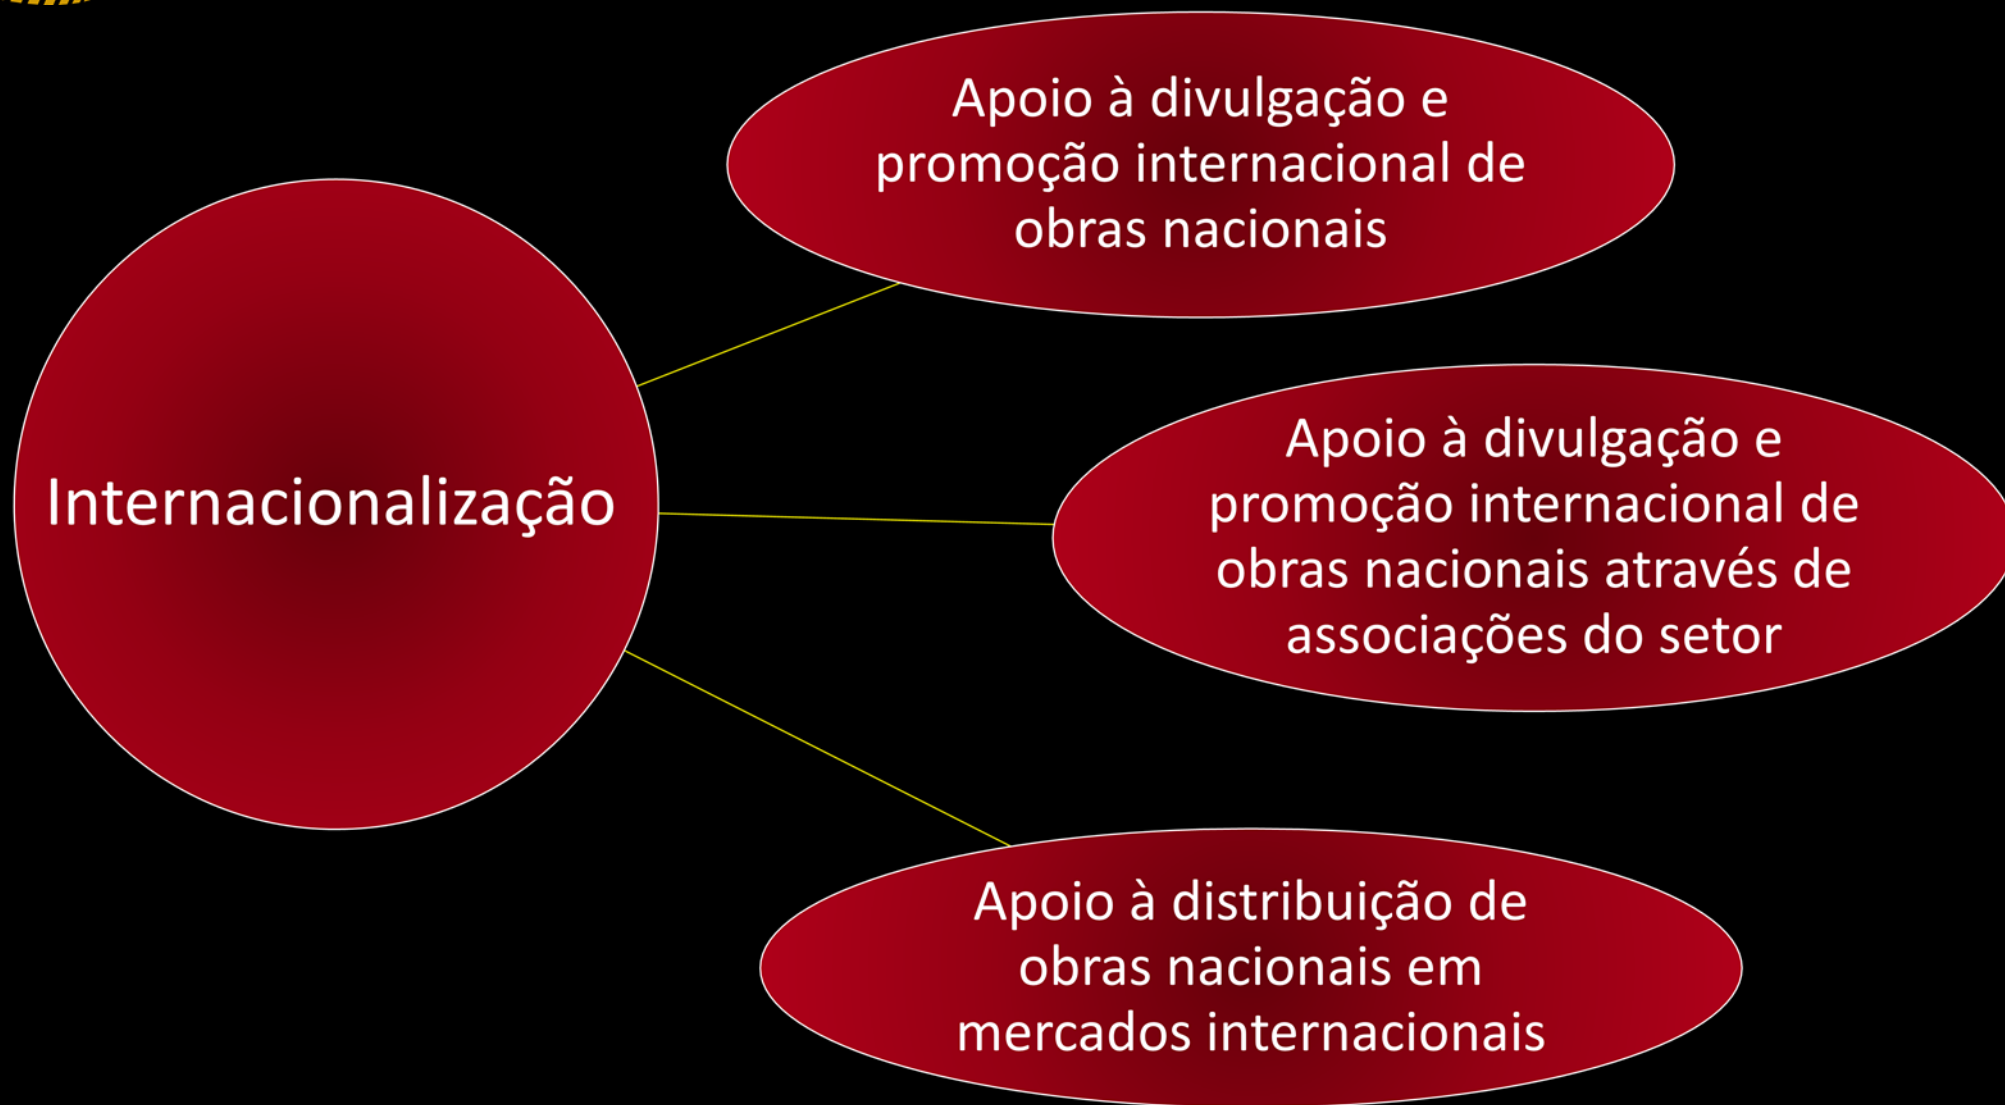 Internacionalização
Apoio à divulgação e
promoção internacional de
obras nacionais
Apoio à divulgação e
promoção internacional de
obras nacionais através de
associações do setor
Apoio à distribuição de
obras nacionais em
mercados internacionais